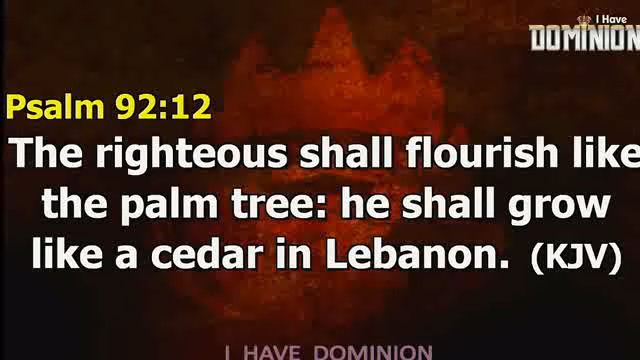 I Have
DOMINION
Psalm 92:12
The righteous shall flourish like
the palm tree: he shall grow
like a cedar in Lebanon. (KJV)
I HAVE DOMINION